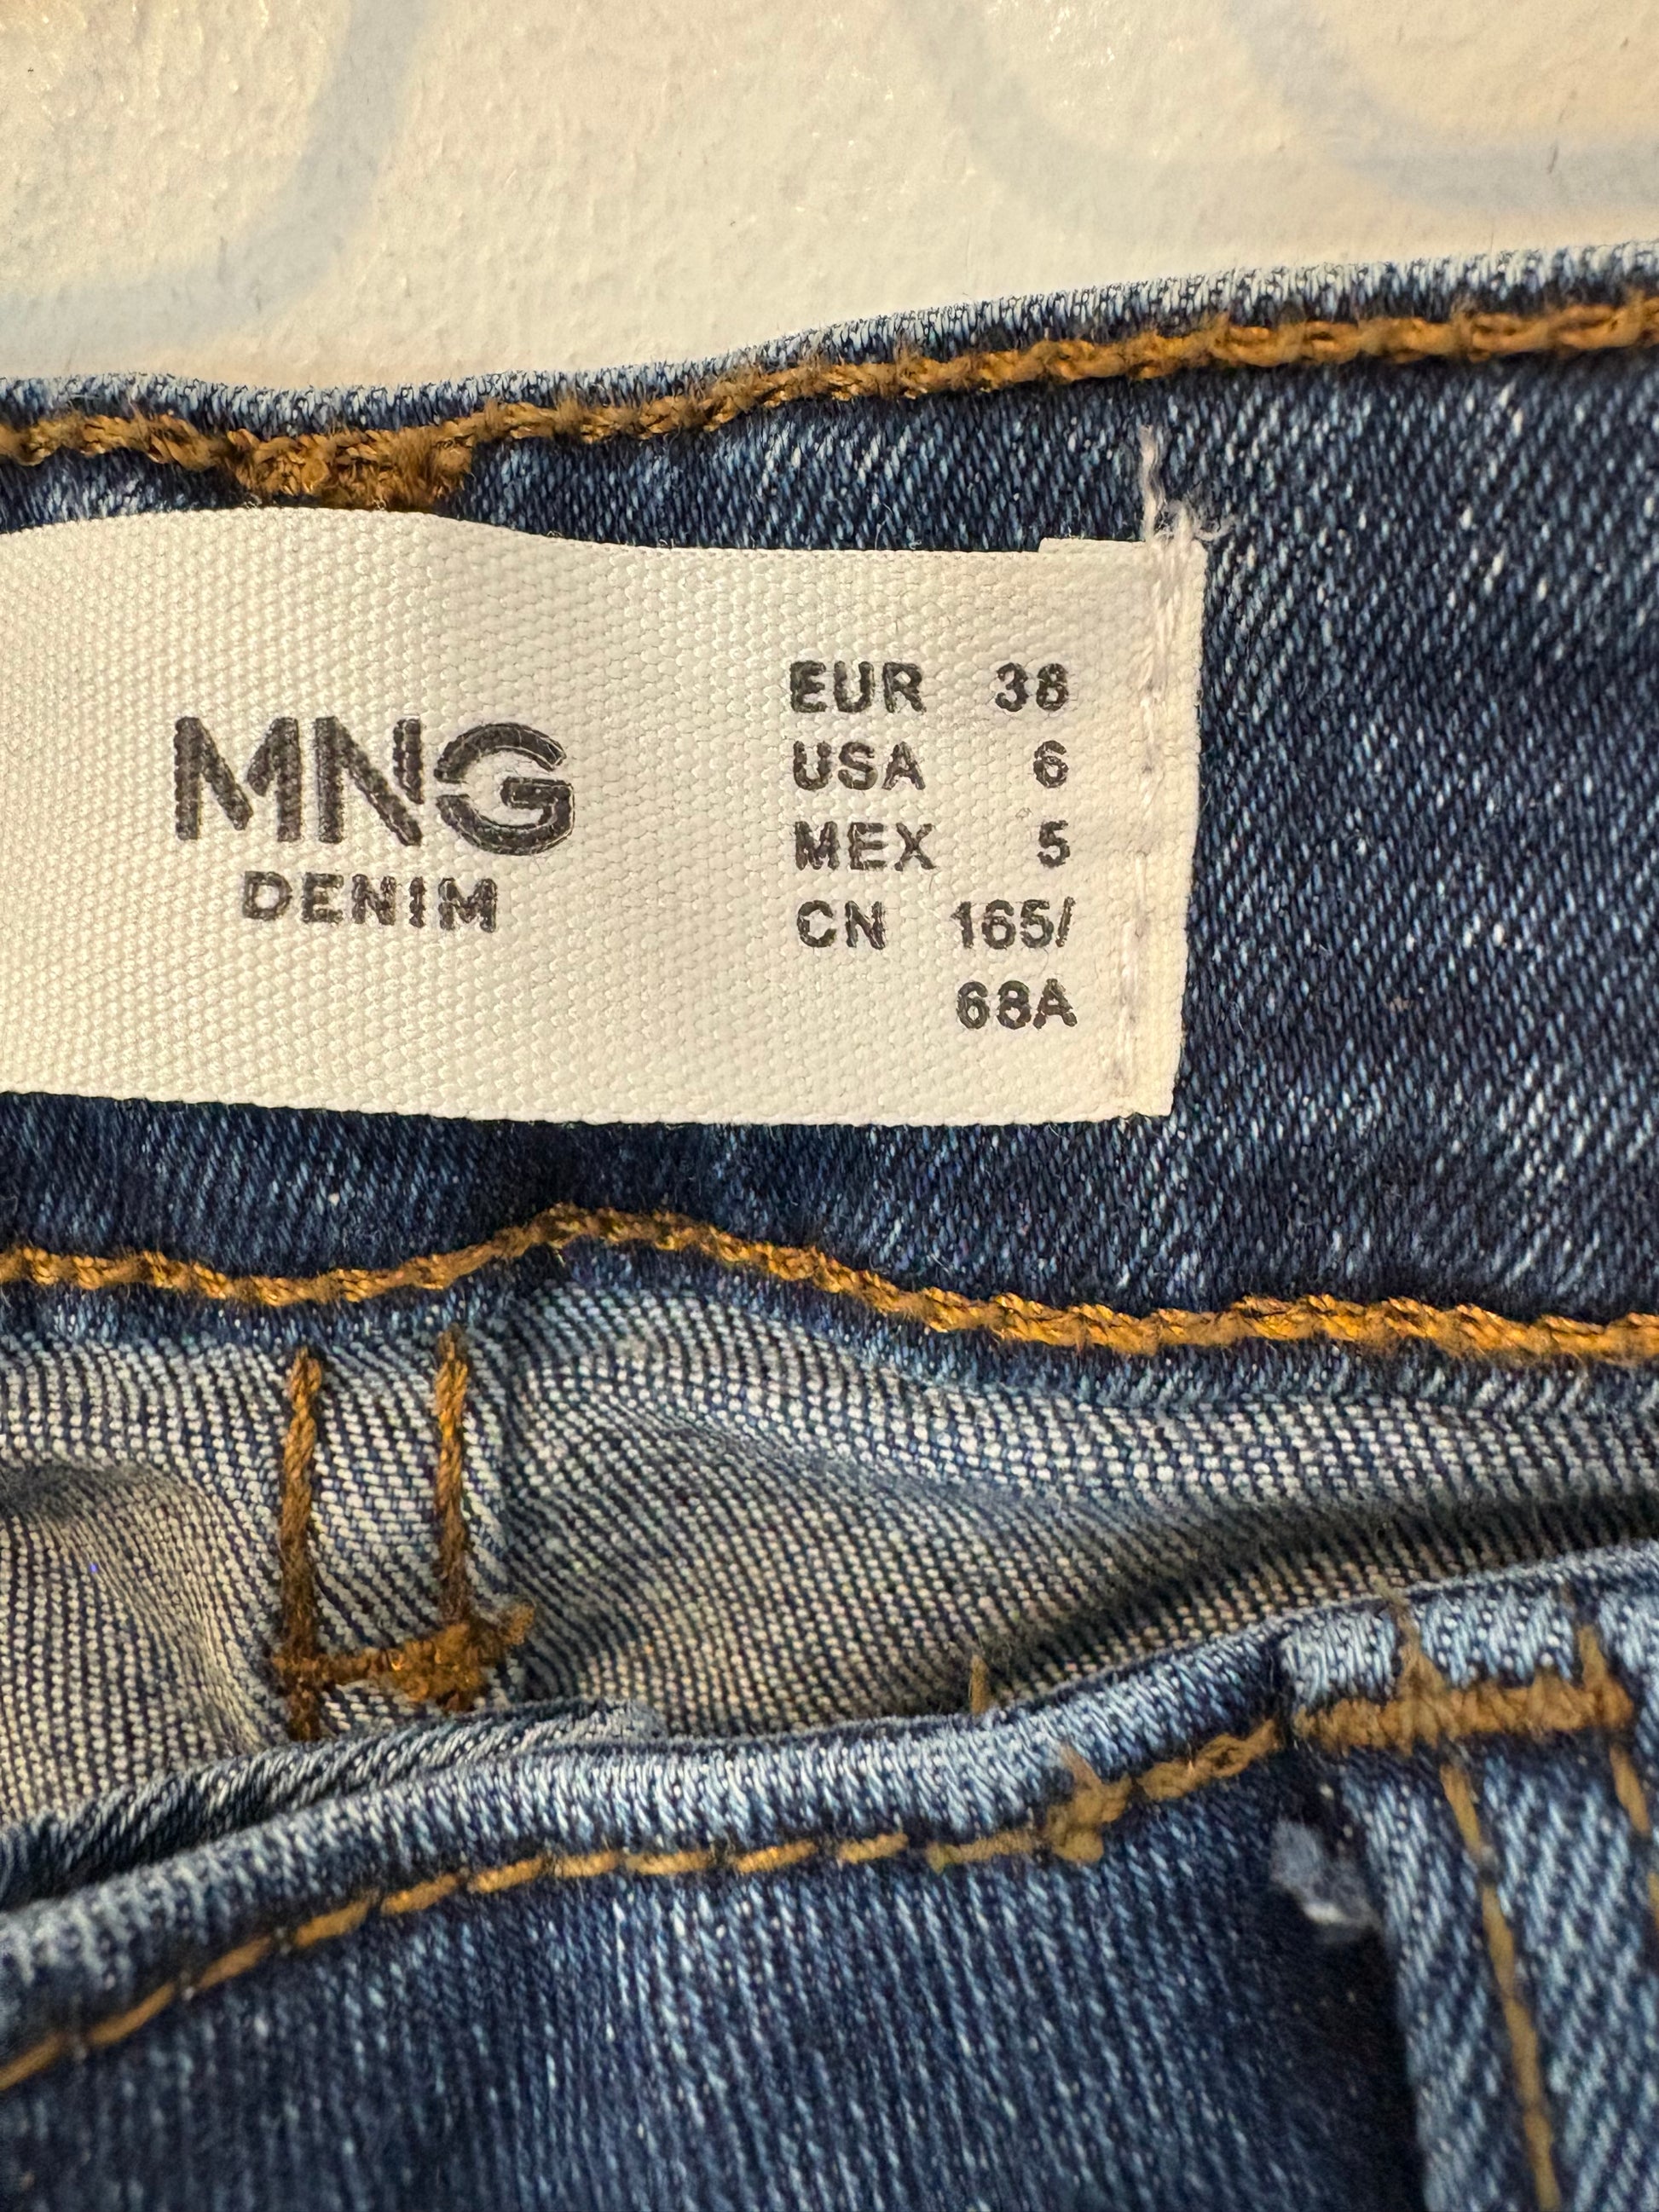 MNG
DENIM
EUR 38
USA 6
MEX 5
CN 165/
68A